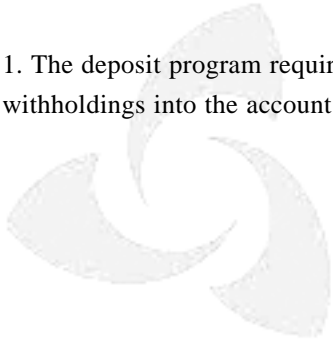 1. The deposit program requir
withholdings into the account